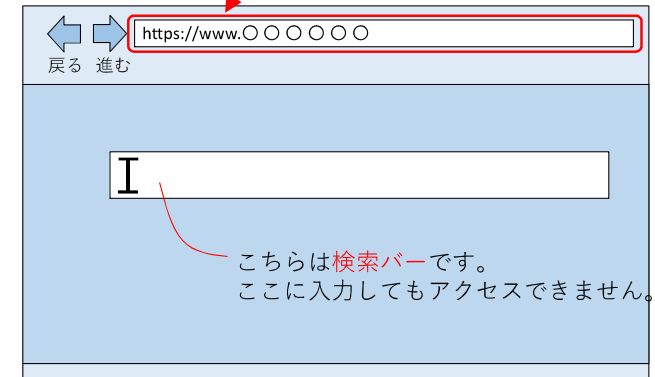 https://www.〇〇〇〇〇〇
戻る 進む
こちらは検索バーです。
ここに入力してもアクセスできません。